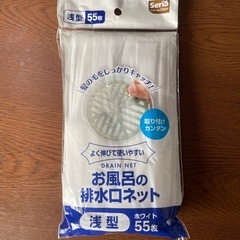 Seria
浅型 55枚
髪の毛をしっかりキャッチ!
取り付け
カンタン
よく伸びて使いやすい
DRAIN NET
お風呂の
排水口ネット
浅型
ホワイト
55枚